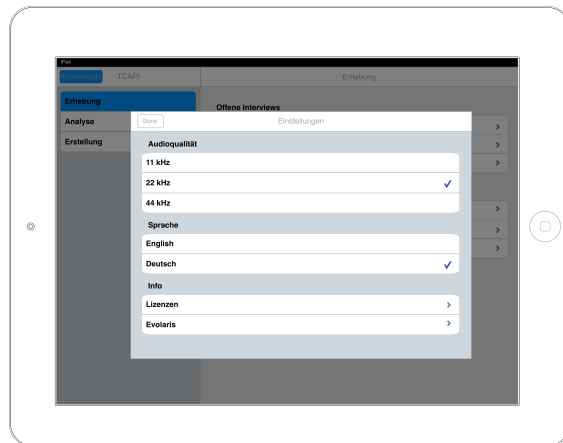 iPad
Einstellungen TCAPI Erhebung
Erhebung
Offene Interviews
Analyse
Done Einstellungen
Erstellung
Audioqualität
11 kHz
22 kHz
44 kHz
Sprache
English
Deutsch
Info
Lizenzen
Evolaris